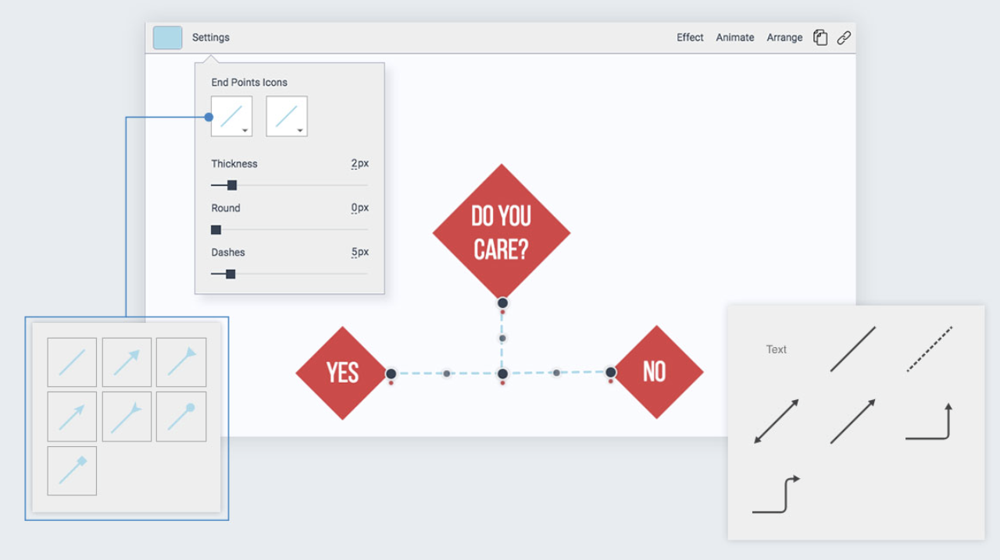 Settings
Effect Animate Arrange
End Points Icons
Thickness 2px
Round 0px
Dashes 5px
DO YOU
CARE?
YES
NO
Text